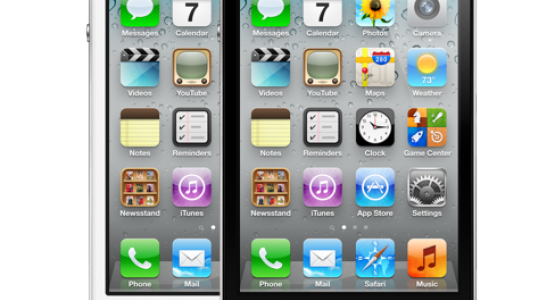 Messages Calendar Messages Calendar Photos Camera
7 7
280
73°
Videos YouTube Videos YouTube Maps Weather
Notes Reminders Notes Reminders Clock Game Center
Newsstand iTunes Newsstand iTunes App Store Settings
Phone Mail Phone Mail Safari Music